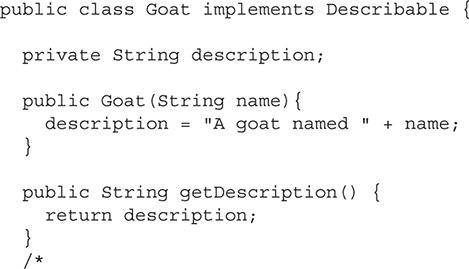 public class Goat implements Describable {
private String description;
public Goat(String name){
description = "A goat named " + name;
}
public String getDescription() {
return description;
}
/*